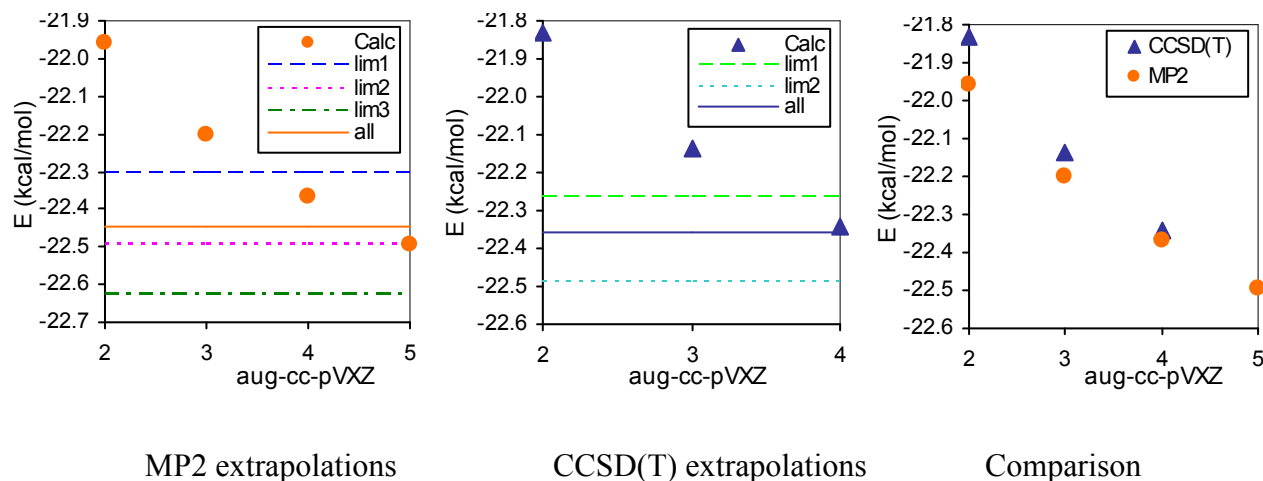 -21.9
-22.0
-22.1
-22.2
-22.3
-22.4
-22.5
-22.6
-22.7
E (kcal/mol)
2 3 4 5
aug-cc-pVXZ
Calc
lim1
lim2
lim3
all
MP2 extrapolations
-21.8
-21.9
-22.0
-22.1
-22.2
-22.3
-22.4
-22.5
-22.6
E (kcal/mol)
2 3 4
aug-cc-pVXZ
Calc
lim1
lim2
all
CCSD(T) extrapolations
-21.8
-21.9
-22.0
-22.1
-22.2
-22.3
-22.4
-22.5
-22.6
E (kcal/mol)
2 3 4 5
aug-cc-pVXZ
CCSD(T)
MP2
Comparison